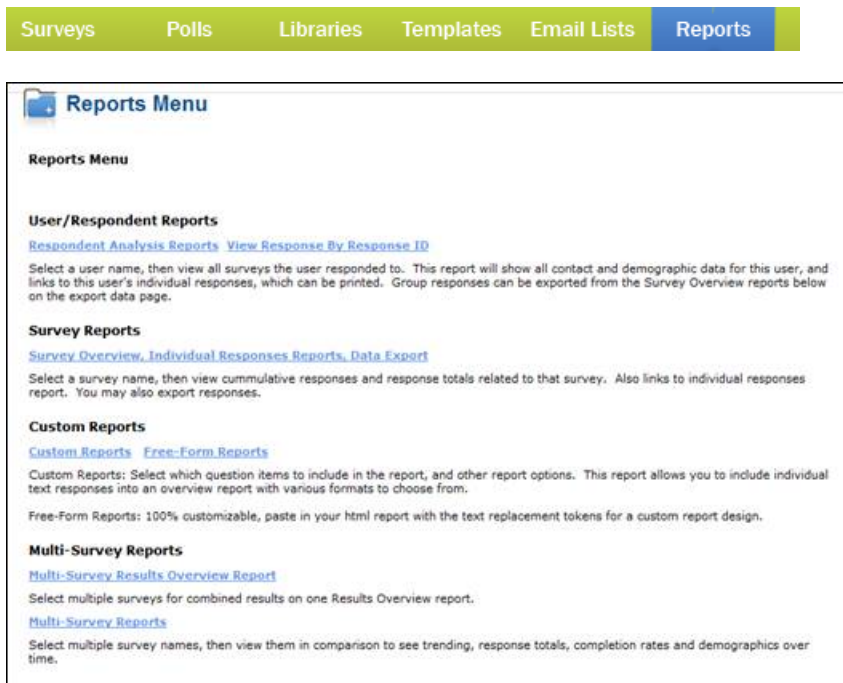 Surveys Polls Libraries Templates Email Lists Reports
Reports Menu
Reports Menu
User/Respondent Reports
Respondent Analysis Reports View Response By Response ID
Select a user name, then view all surveys the user responded to. This report will show all contact and demographic data for this user, and
links to this user's individual responses, which can be printed. Group responses can be exported from the Survey Overview reports below
on the export data page.
Survey Reports
Survey Overview, Individual Responses Reports, Data Export
Select a survey name, then view cummulative responses and response totals related to that survey. Also links to individual responses
report. You may also export responses.
Custom Reports
Custom Reports Free-Form Reports
Custom Reports: Select which question items to include in the report, and other report options. This report allows you to include individual
text responses into an overview report with various formats to choose from.
Free-Form Reports: 100% customizable, paste in your html report with the text replacement tokens for a custom report design.
Multi-Survey Reports
Multi-Survey Results Overview Report
Select multiple surveys for combined results on one Results Overview report.
Multi-Survey Reports
Select multiple survey names, then view them in comparison to see trending, response totals, completion rates and demographics over
time.